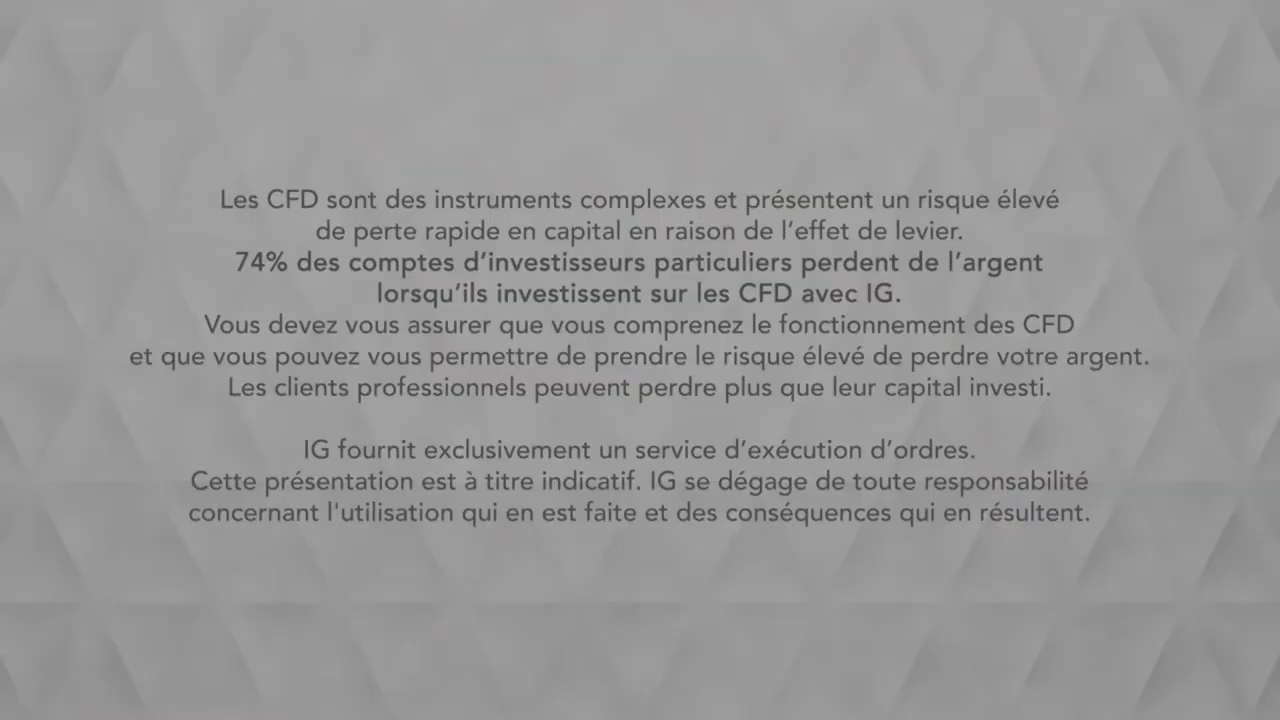 Les CFD sont des instruments complexes et présentent un risque élevé
de perte rapide en capital en raison de l’effet de levier.
74% des comptes d’investisseurs particuliers perdent de l’argent
lorsqu’ils investissent sur les CFD avec IG.
Vous devez vous assurer que vous comprenez le fonctionnement des CFD
et que vous pouvez vous permettre de prendre le risque élevé de perdre votre argent.
Les clients professionnels peuvent perdre plus que leur capital investi.
IG fournit exclusivement un service d’exécution d’ordres.
Cette présentation est à titre indicatif. IG se dégage de toute responsabilité
concernant l'utilisation qui en est faite et des conséquences qui en résultent.